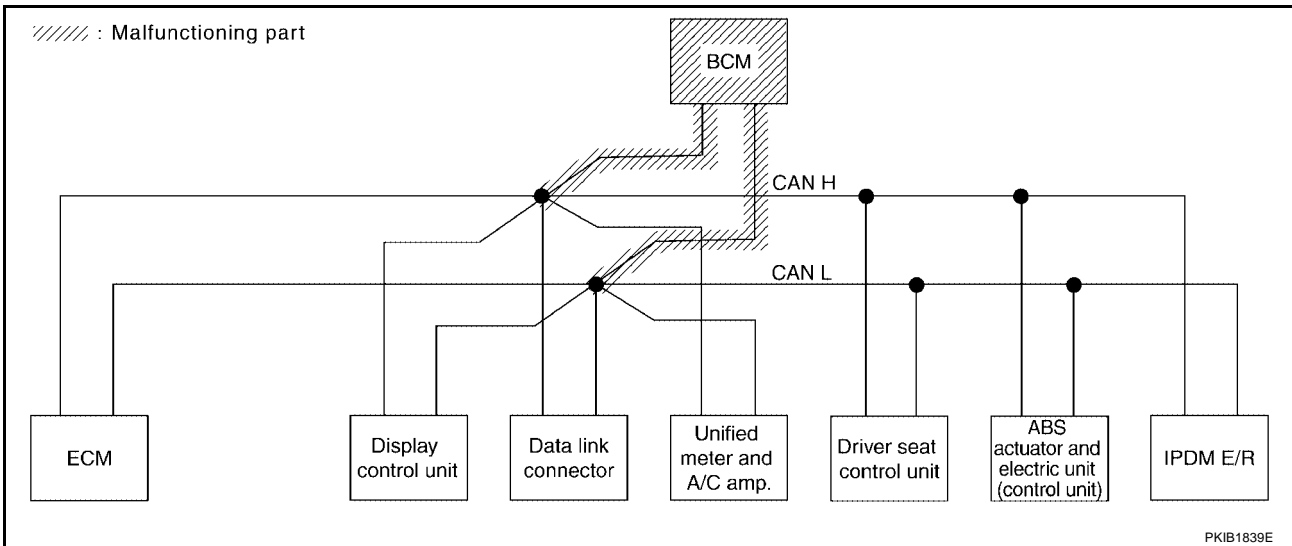 : Malfunctioning part
BCM
CAN H
CAN L
ECM
Display
control unit
Data link
connector
Unified
meter and
A/C amp.
Driver seat
control unit
ABS
actuator and
electric unit
(control unit)
IPDM E/R
PKIB1839E